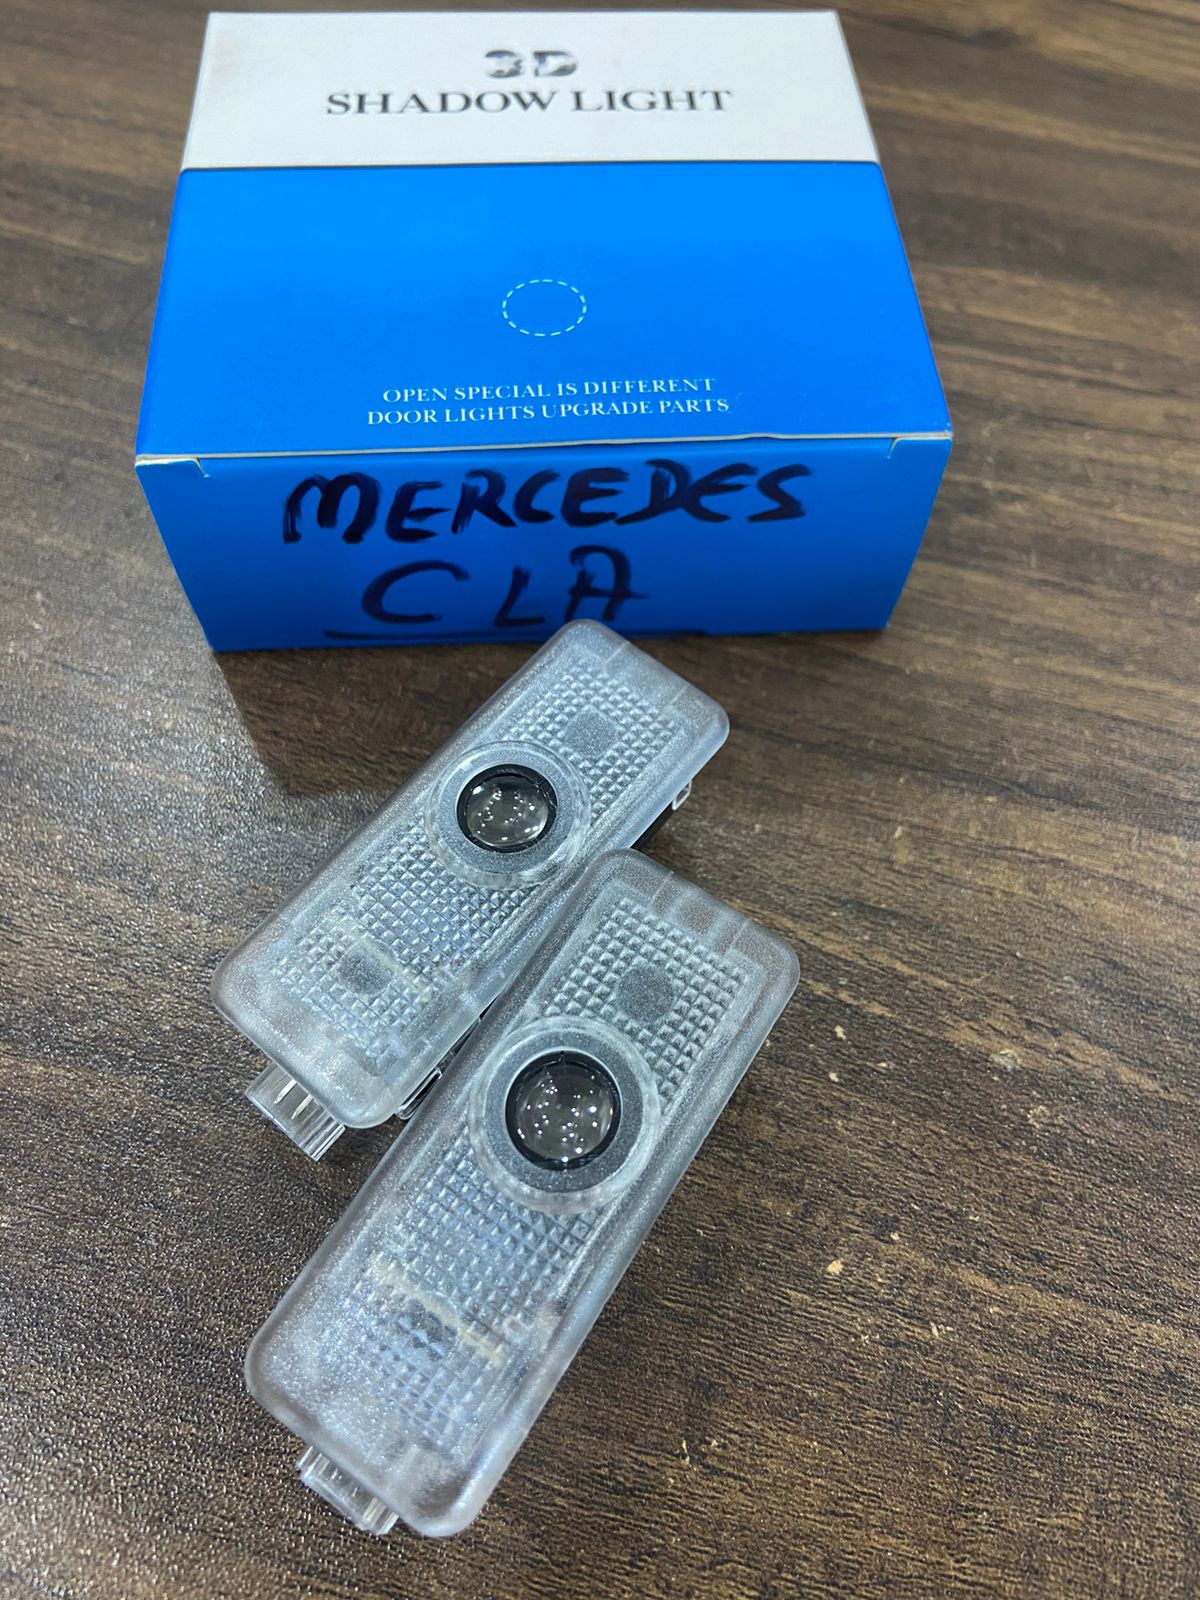 3D
SHADOW LIGHT
OPEN SPECIAL IS DIFFERENT
DOOR LIGHTS UPGRADE PARTS
MERCEDES
CLA